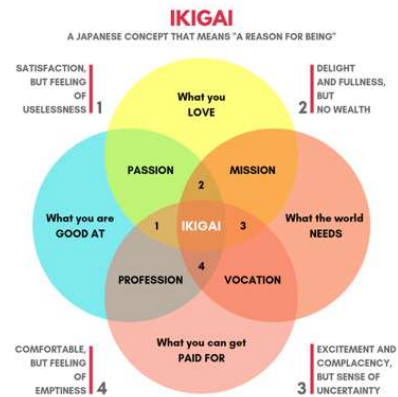 IKIGAI
A JAPANESE CONCEPT THAT MEANS "A REASON FOR BEING"
SATISFACTION,
BUT FEELING
OF
USELESSNESS
1
DELIGHT
AND FULLNESS,
BUT
NO WEALTH
2
What you
LOVE
PASSION
MISSION
2
What you are
GOOD AT
1
IKIGAI
3
What the world
NEEDS
4
PROFESSION
VOCATION
What you can get
PAID FOR
COMFORTABLE,
BUT FEELING
OF
EMPTINESS
4
EXCITEMENT AND
COMPLACENCY,
BUT SENSE OF
UNCERTAINTY
3